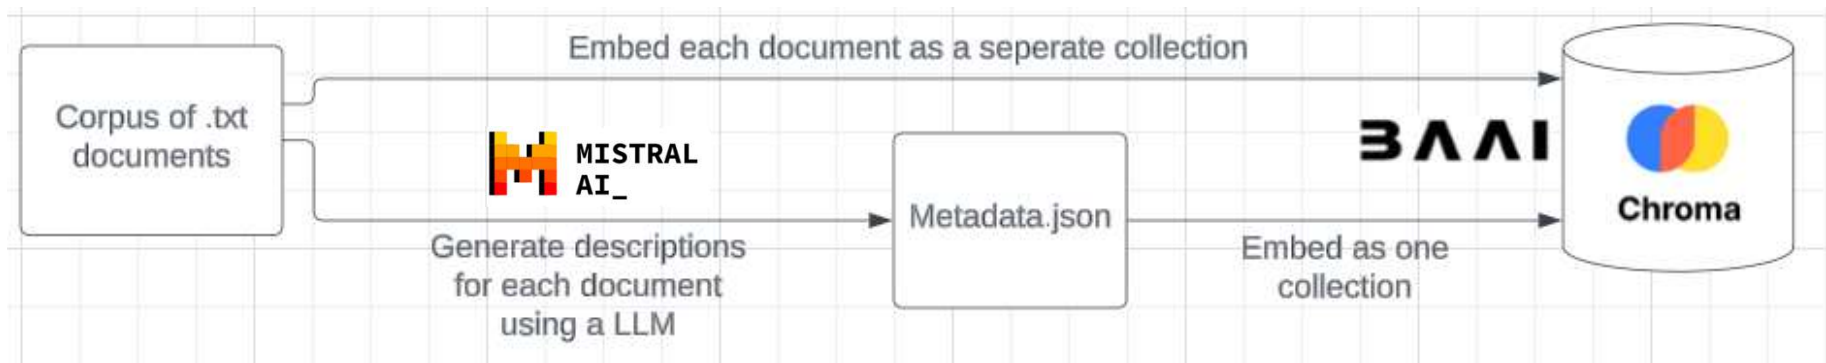 Embed each document as a seperate collection
Corpus of .txt
documents
MISTRAL
AI_
Generate descriptions
for each document
using a LLM
Metadata.json
BAAI
Embed as one
collection
Chroma